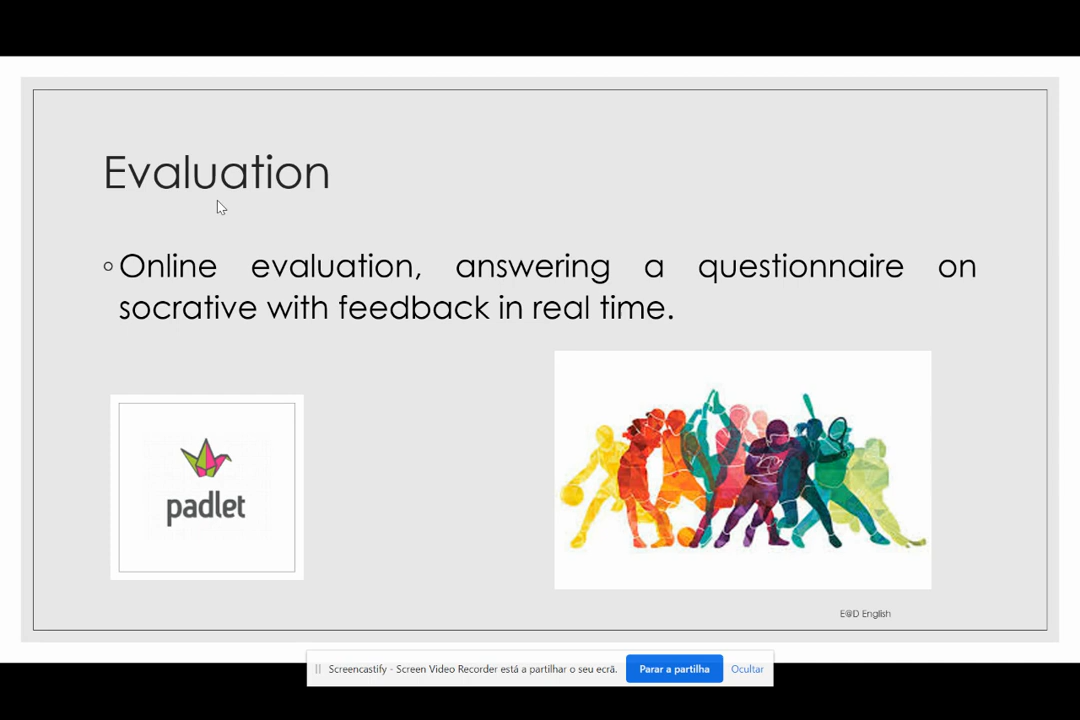 Evaluation
◦ Online evaluation, answering a questionnaire on
socrative with feedback in real time.
padlet
E@D English
Screencastify - Screen Video Recorder está a partilhar o seu ecrã. Parar a partilha Ocultar